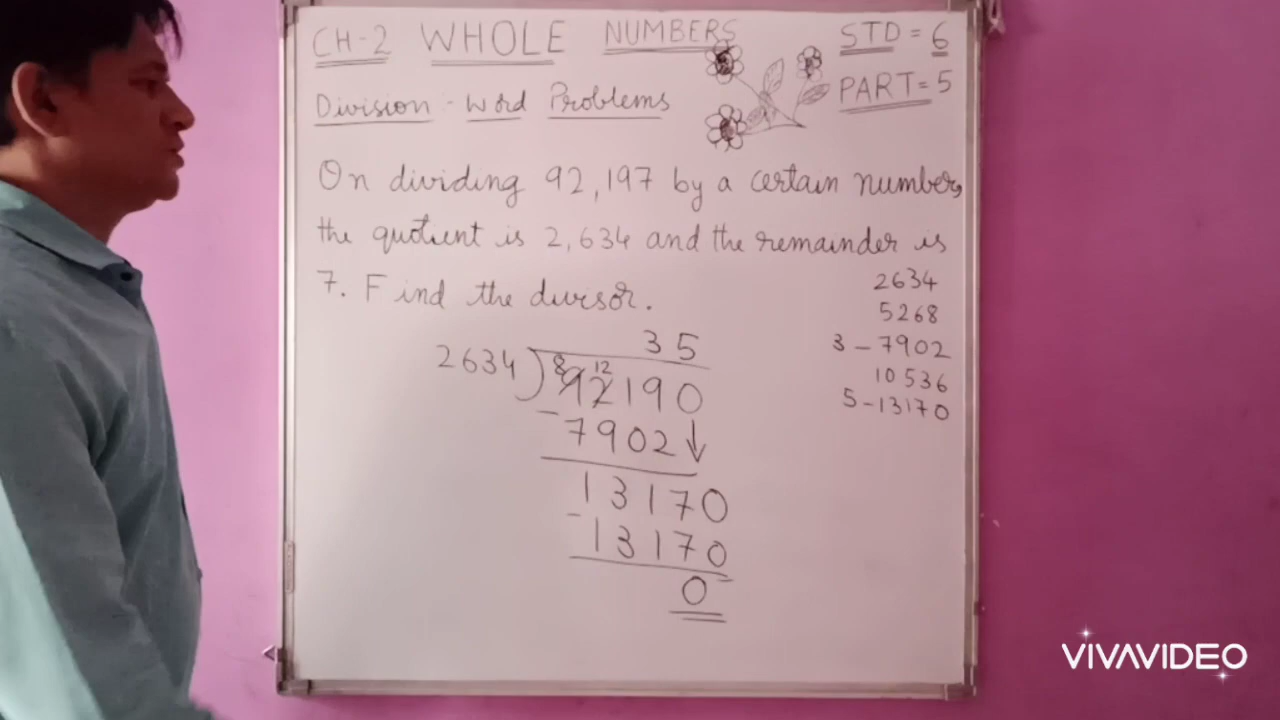 CH-2 WHOLE NUMBERS STD = 6
PART = 5
Division :- Word Problems
On dividing 92,197 by a certain number,
the quotient is 2,634 and the remainder is
7. Find the divisor.
2634
5268
3 - 7902
10536
5 - 13170
35
8 12
2634 ) 92190
- 7902 ↓
13170
- 13170
0
VIVAVIDEO